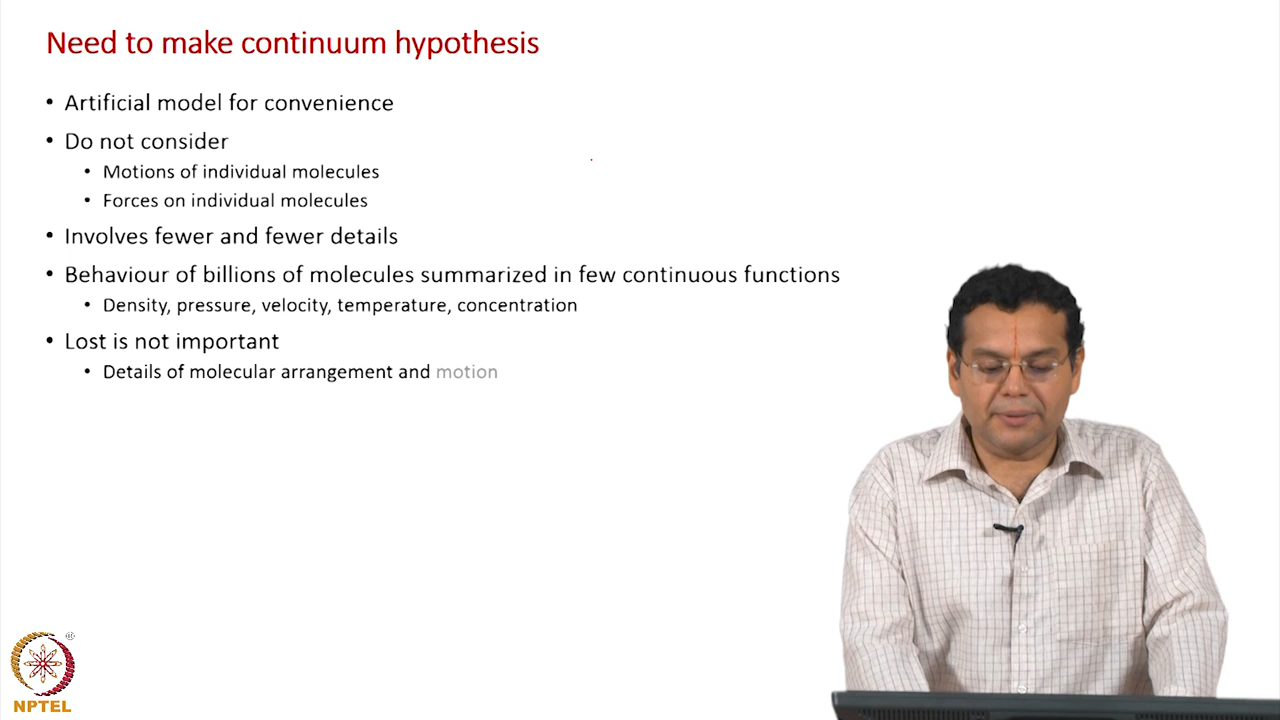 Need to make continuum hypothesis
• Artificial model for convenience
• Do not consider
• Motions of individual molecules
• Forces on individual molecules
• Involves fewer and fewer details
• Behaviour of billions of molecules summarized in few continuous functions
• Density, pressure, velocity, temperature, concentration
• Lost is not important
• Details of molecular arrangement and motion
®
NPTEL